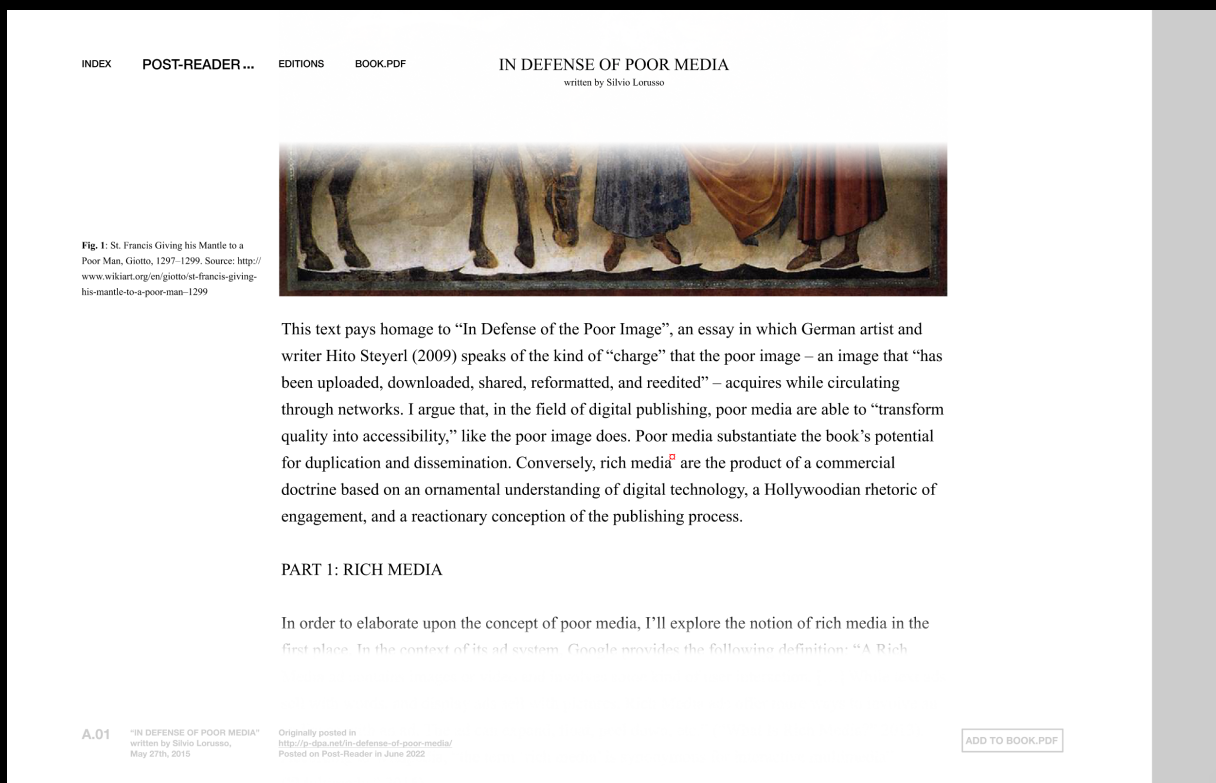 INDEX
POST-READER ...
EDITIONS
BOOK.PDF
IN DEFENSE OF POOR MEDIA
written by Silvio Lorusso
Fig. 1: St. Francis Giving his Mantle to a
Poor Man, Giotto, 1297–1299. Source: http://
www.wikiart.org/en/giotto/st-francis-giving-
his-mantle-to-a-poor-man–1299
This text pays homage to “In Defense of the Poor Image”, an essay in which German artist and
writer Hito Steyerl (2009) speaks of the kind of “charge” that the poor image – an image that “has
been uploaded, downloaded, shared, reformatted, and reedited” – acquires while circulating
through networks. I argue that, in the field of digital publishing, poor media are able to “transform
quality into accessibility,” like the poor image does. Poor media substantiate the book’s potential
for duplication and dissemination. Conversely, rich media are the product of a commercial
doctrine based on an ornamental understanding of digital technology, a Hollywoodian rhetoric of
engagement, and a reactionary conception of the publishing process.
PART 1: RICH MEDIA
In order to elaborate upon the concept of poor media, I’ll explore the notion of rich media in the
first place. In the context of its ad system, Google provides the following definition: “A Rich
A.01
“IN DEFENSE OF POOR MEDIA”
written by Silvio Lorusso,
May 27th, 2015
Originally posted in
http://p-dpa.net/in-defense-of-poor-media/
Posted on Post-Reader in June 2022
ADD TO BOOK.PDF